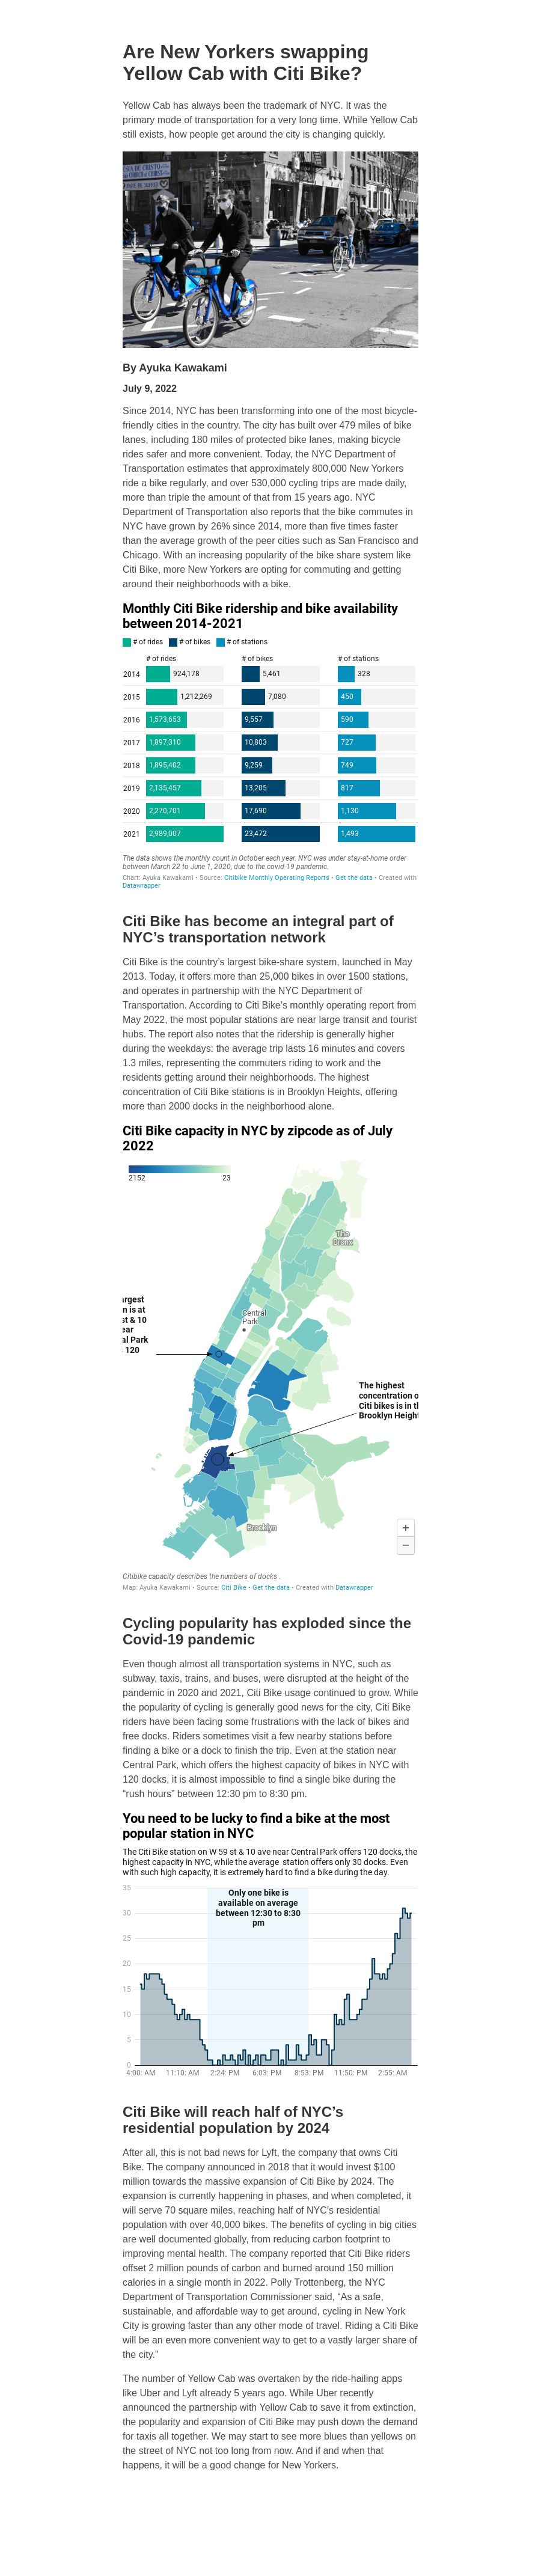 Are New Yorkers swapping
Yellow Cab with Citi Bike?
Yellow Cab has always been the trademark of NYC. It was the
primary mode of transportation for a very long time. While Yellow Cab
still exists, how people get around the city is changing quickly.
By Ayuka Kawakami
July 9, 2022
Since 2014, NYC has been transforming into one of the most bicycle-
friendly cities in the country. The city has built over 479 miles of bike
lanes, including 180 miles of protected bike lanes, making bicycle
rides safer and more convenient. Today, the NYC Department of
Transportation estimates that approximately 800,000 New Yorkers
ride a bike regularly, and over 530,000 cycling trips are made daily,
more than triple the amount of that from 15 years ago. NYC
Department of Transportation also reports that the bike commutes in
NYC have grown by 26% since 2014, more than five times faster
than the average growth of the peer cities such as San Francisco and
Chicago. With an increasing popularity of the bike share system like
Citi Bike, more New Yorkers are opting for commuting and getting
around their neighborhoods with a bike.
Monthly Citi Bike ridership and bike availability
between 2014-2021
# of rides # of bikes # of stations
# of rides # of bikes # of stations
2014 924,178 5,461 328
2015 1,212,269 7,080 450
2016 1,573,653 9,557 590
2017 1,897,310 10,803 727
2018 1,895,402 9,259 749
2019 2,135,457 13,205 817
2020 2,270,701 17,690 1,130
2021 2,989,007 23,472 1,493
The data shows the monthly count in October each year. NYC was under stay-at-home order
between March 22 to June 1, 2020, due to the covid-19 pandemic.
Chart: Ayuka Kawakami • Source: Citibike Monthly Operating Reports • Get the data • Created with
Datawrapper
Citi Bike has become an integral part of
NYC’s transportation network
Citi Bike is the country’s largest bike-share system, launched in May
2013. Today, it offers more than 25,000 bikes in over 1500 stations,
and operates in partnership with the NYC Department of
Transportation. According to Citi Bike’s monthly operating report from
May 2022, the most popular stations are near large transit and tourist
hubs. The report also notes that the ridership is generally higher
during the weekdays: the average trip lasts 16 minutes and covers
1.3 miles, representing the commuters riding to work and the
residents getting around their neighborhoods. The highest
concentration of Citi Bike stations is in Brooklyn Heights, offering
more than 2000 docks in the neighborhood alone.
Citi Bike capacity in NYC by zipcode as of July
2022
2152 23
The
Bronx
argest
n is at
st & 10
ear
al Park
120
Central
Park
The highest
concentration o
Citi bikes is in th
Brooklyn Height
Brooklyn
+
−
Citibike capacity describes the numbers of docks .
Map: Ayuka Kawakami • Source: Citi Bike • Get the data • Created with Datawrapper
Cycling popularity has exploded since the
Covid-19 pandemic
Even though almost all transportation systems in NYC, such as
subway, taxis, trains, and buses, were disrupted at the height of the
pandemic in 2020 and 2021, Citi Bike usage continued to grow. While
the popularity of cycling is generally good news for the city, Citi Bike
riders have been facing some frustrations with the lack of bikes and
free docks. Riders sometimes visit a few nearby stations before
finding a bike or a dock to finish the trip. Even at the station near
Central Park, which offers the highest capacity of bikes in NYC with
120 docks, it is almost impossible to find a single bike during the
“rush hours” between 12:30 pm to 8:30 pm.
You need to be lucky to find a bike at the most
popular station in NYC
The Citi Bike station on W 59 st & 10 ave near Central Park offers 120 docks, the
highest capacity in NYC, while the average station offers only 30 docks. Even
with such high capacity, it is extremely hard to find a bike during the day.
35
Only one bike is
available on average
between 12:30 to 8:30
pm
30
25
20
15
10
5
0
4:00: AM 11:10: AM 2:24: PM 6:03: PM 8:53: PM 11:50: PM 2:55: AM
Citi Bike will reach half of NYC’s
residential population by 2024
After all, this is not bad news for Lyft, the company that owns Citi
Bike. The company announced in 2018 that it would invest $100
million towards the massive expansion of Citi Bike by 2024. The
expansion is currently happening in phases, and when completed, it
will serve 70 square miles, reaching half of NYC’s residential
population with over 40,000 bikes. The benefits of cycling in big cities
are well documented globally, from reducing carbon footprint to
improving mental health. The company reported that Citi Bike riders
offset 2 million pounds of carbon and burned around 150 million
calories in a single month in 2022. Polly Trottenberg, the NYC
Department of Transportation Commissioner said, “As a safe,
sustainable, and affordable way to get around, cycling in New York
City is growing faster than any other mode of travel. Riding a Citi Bike
will be an even more convenient way to get to a vastly larger share of
the city.”
The number of Yellow Cab was overtaken by the ride-hailing apps
like Uber and Lyft already 5 years ago. While Uber recently
announced the partnership with Yellow Cab to save it from extinction,
the popularity and expansion of Citi Bike may push down the demand
for taxis all together. We may start to see more blues than yellows on
the street of NYC not too long from now. And if and when that
happens, it will be a good change for New Yorkers.